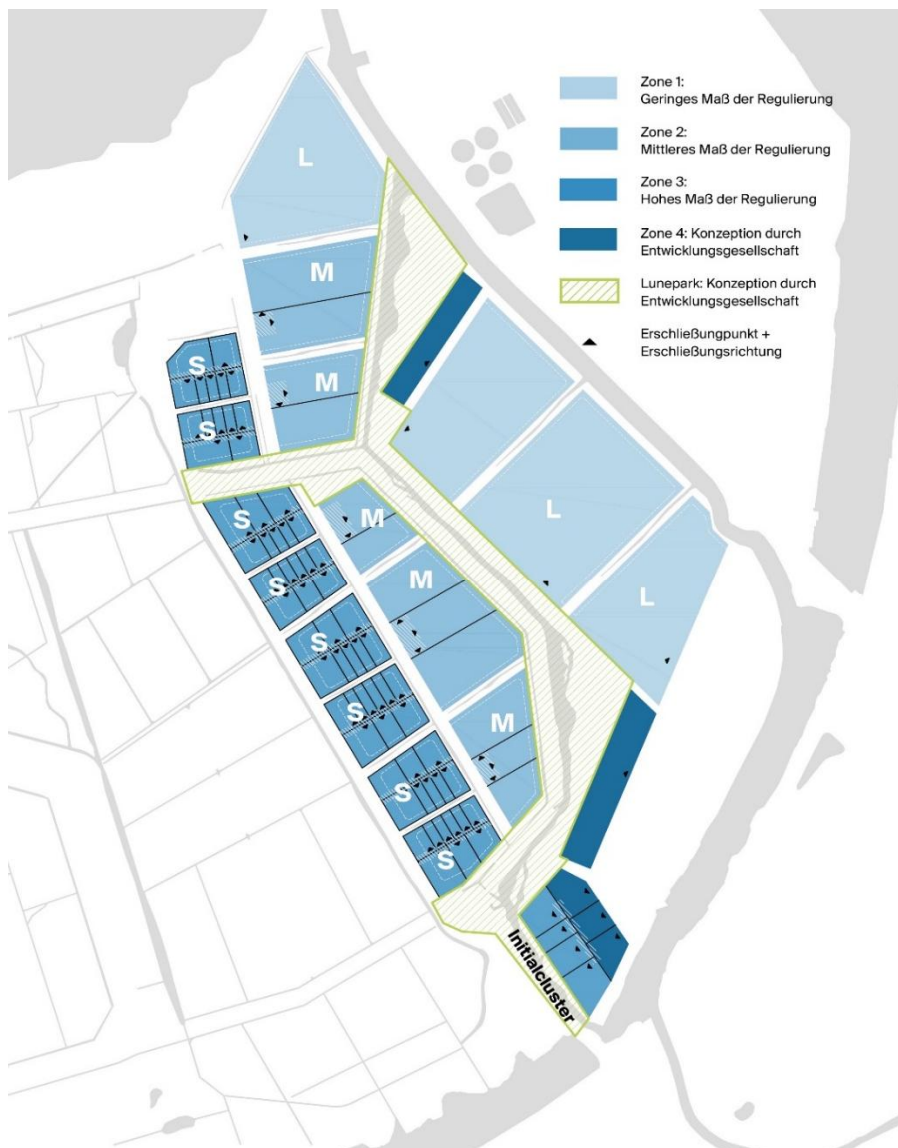 Zone 1:
Geringes Maß der Regulierung
Zone 2:
Mittleres Maß der Regulierung
Zone 3:
Hohes Maß der Regulierung
Zone 4: Konzeption durch
Entwicklungsgesellschaft
Lunepark: Konzeption durch
Entwicklungsgesellschaft
Erschließungpunkt +
Erschließungsrichtung
L
M
M
S
S
S
M
L
S
M
L
S
S
M
S
S
Initialcluster